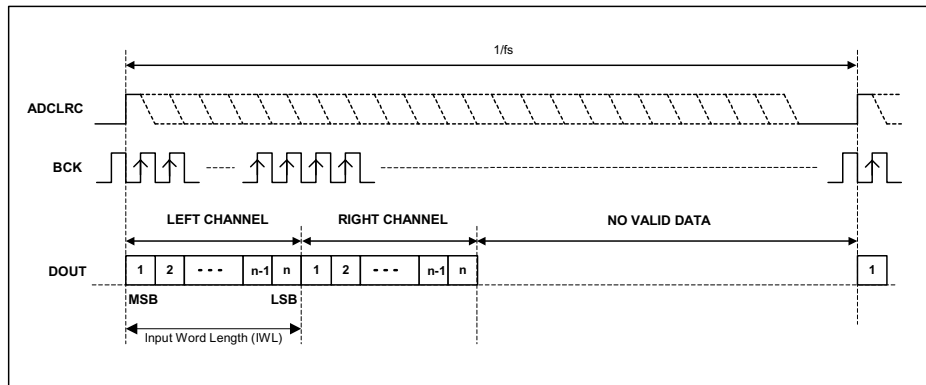 1/fs
ADCLRC
BCK
LEFT CHANNEL RIGHT CHANNEL NO VALID DATA
DOUT 1 2 n-1 n 1 2 n-1 n 1
MSB LSB
Input Word Length (IWL)